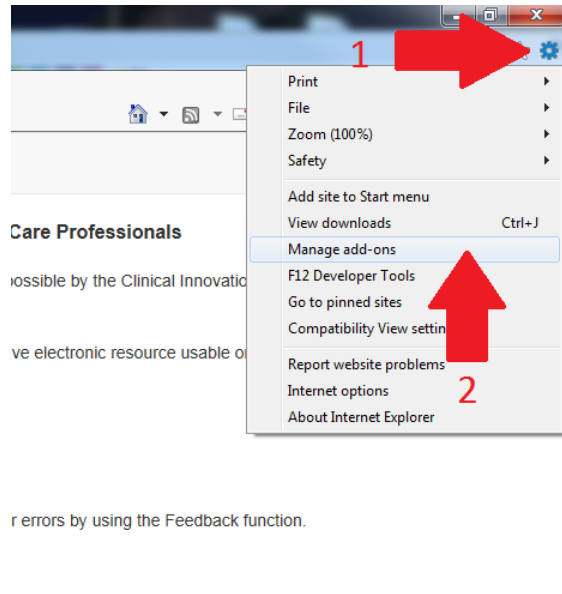 1
Print
File
Zoom (100%)
Safety
Add site to Start menu
View downloads Ctrl+J
Manage add-ons
F12 Developer Tools
Go to pinned sites
Compatibility View settin
Report website problems
Internet options
About Internet Explorer
2
Care Professionals
possible by the Clinical Innovatio
ve electronic resource usable o
r errors by using the Feedback function.